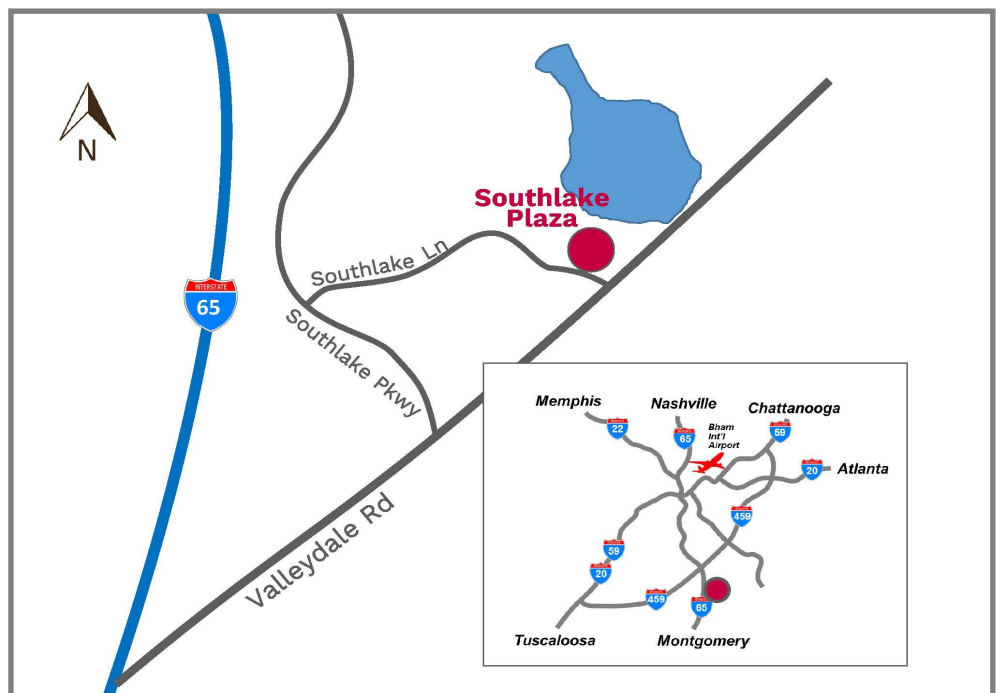 N
Southlake
Plaza
Southlake Ln
INTERSTATE
65
Southlake Pkwy
Valleydale Rd
Memphis
Nashville
Chattanooga
22
65
59
Bham
Int'l
Airport
20
Atlanta
459
59
20
459
65
Tuscaloosa
Montgomery